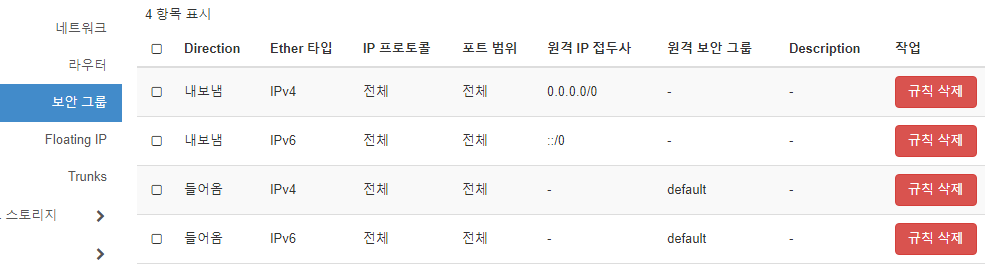 네트워크
라우터
보안 그룹
Floating IP
Trunks
스토리지
4 항목 표시
Direction Ether 타입 IP 프로토콜 포트 범위 원격 IP 접두사 원격 보안 그룹 Description 작업
내보냄 IPv4 전체 전체 0.0.0.0/0 - - 규칙 삭제
내보냄 IPv6 전체 전체 ::/0 - - 규칙 삭제
들어옴 IPv4 전체 전체 - default - 규칙 삭제
들어옴 IPv6 전체 전체 - default - 규칙 삭제